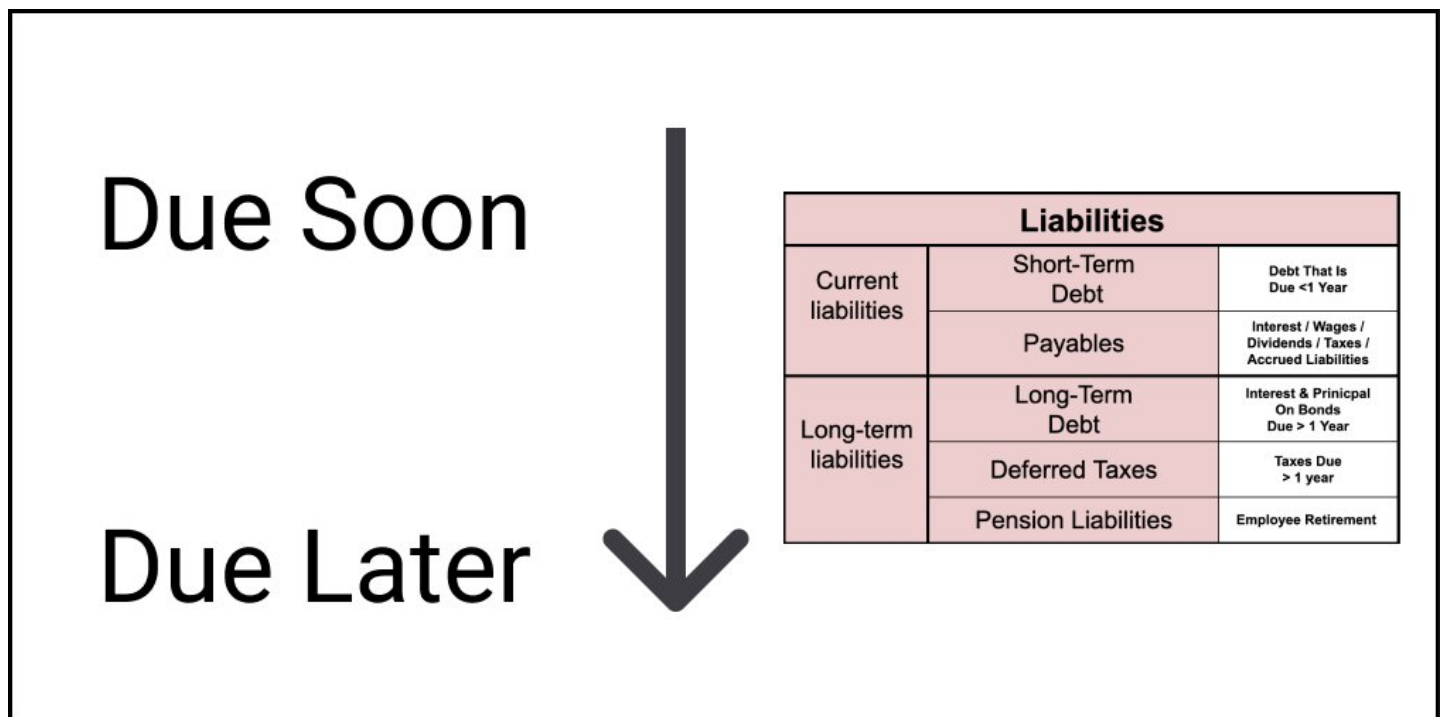 Due Soon
Due Later
Liabilities
Current
liabilities
Short-Term
Debt
Debt That Is
Due <1 Year
Payables
Interest / Wages /
Dividends / Taxes /
Accrued Liabilities
Long-term
liabilities
Long-Term
Debt
Interest & Prinicpal
On Bonds
Due > 1 Year
Deferred Taxes
Taxes Due
> 1 year
Pension Liabilities
Employee Retirement